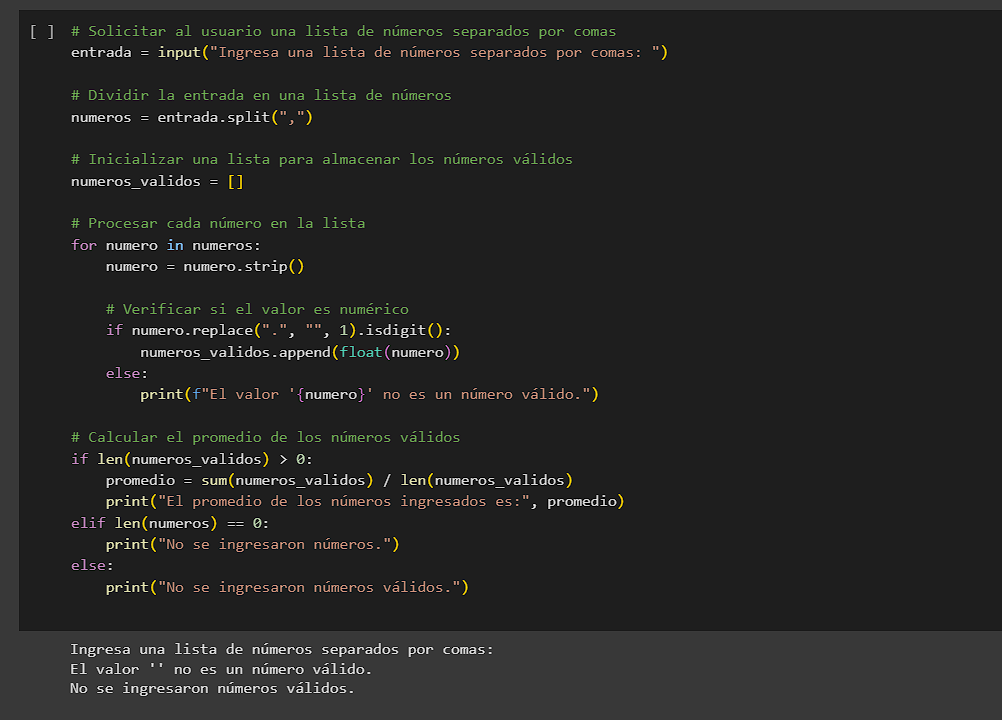 [ ] # Solicitar al usuario una lista de números separados por comas
entrada = input("Ingresa una lista de números separados por comas: ")
# Dividir la entrada en una lista de números
numeros = entrada.split(",")
# Inicializar una lista para almacenar los números válidos
numeros_validos = []
# Procesar cada número en la lista
for numero in numeros:
    numero = numero.strip()
    # Verificar si el valor es numérico
    if numero.replace(".", "", 1).isdigit():
        numeros_validos.append(float(numero))
    else:
        print(f"El valor '{numero}' no es un número válido.")
# Calcular el promedio de los números válidos
if len(numeros_validos) > 0:
    promedio = sum(numeros_validos) / len(numeros_validos)
    print("El promedio de los números ingresados es:", promedio)
elif len(numeros) == 0:
    print("No se ingresaron números.")
else:
    print("No se ingresaron números válidos.")
Ingresa una lista de números separados por comas:
El valor '' no es un número válido.
No se ingresaron números válidos.